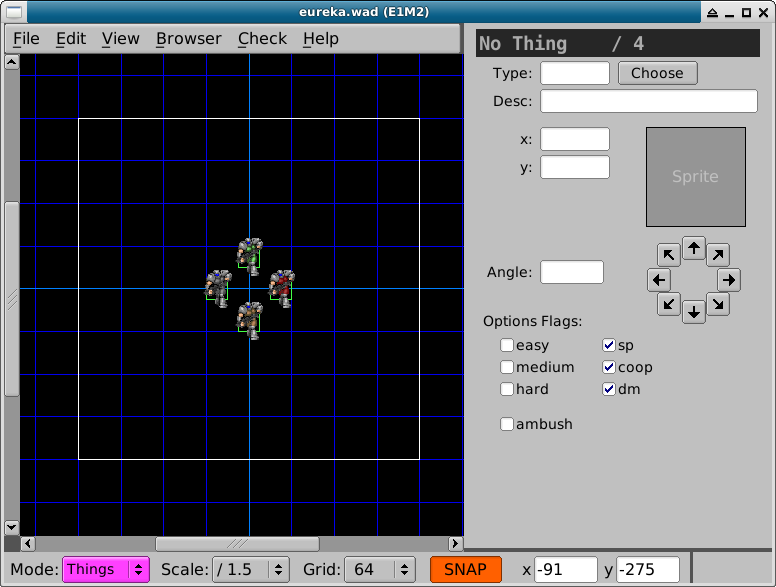 eureka.wad (E1M2)
File Edit View Browser Check Help
No Thing / 4
Type: Choose
Desc:
x:
y:
Sprite
Angle:
Options Flags:
easy sp
medium coop
hard dm
ambush
Mode: Things Scale: / 1.5 Grid: 64 SNAP x -91 y -275